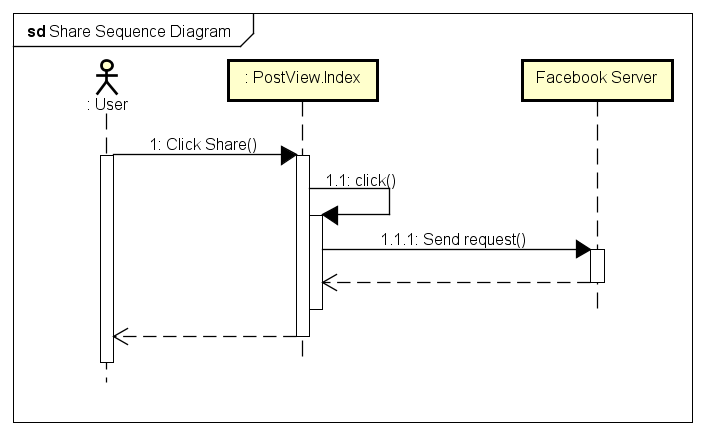 sd Share Sequence Diagram
: User
: PostView.Index
Facebook Server
1: Click Share()
1.1: click()
1.1.1: Send request()